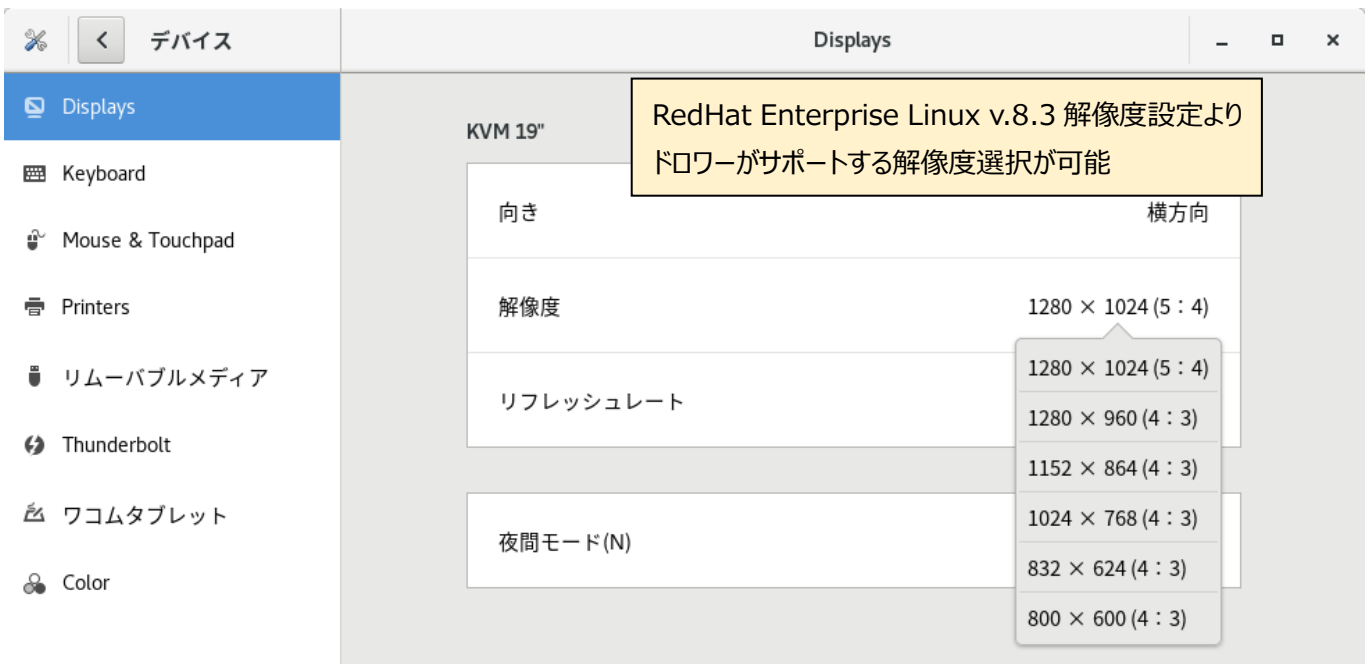 デバイス
Displays
Displays
Keyboard
Mouse & Touchpad
Printers
リムーバブルメディア
Thunderbolt
ワコムタブレット
Color
RedHat Enterprise Linux v.8.3 解像度設定より
ドロワーがサポートする解像度選択が可能
KVM 19"
向き 横方向
解像度 1280 × 1024 (5：4)
1280 × 1024 (5：4)
1280 × 960 (4：3)
1152 × 864 (4：3)
1024 × 768 (4：3)
832 × 624 (4：3)
800 × 600 (4：3)
リフレッシュレート
夜間モード(N)